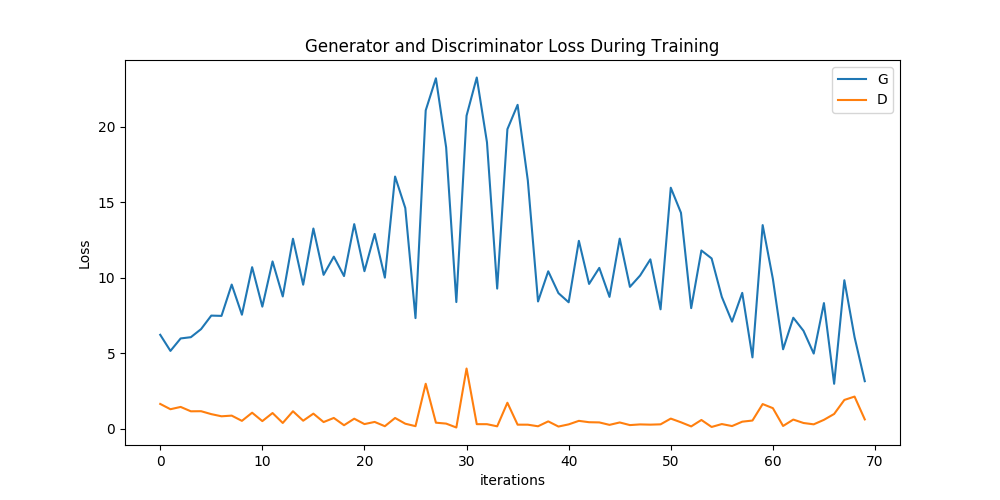 Generator and Discriminator Loss During Training
G
D
Loss
20
15
10
5
0
0 10 20 30 40 50 60 70
iterations